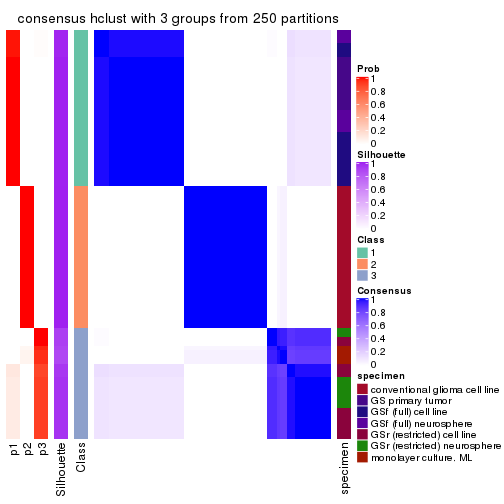 consensus hclust with 3 groups from 250 partitions
Prob
1
0.8
0.6
0.4
0.2
0
Silhouette
1
0.8
0.6
0.4
0.2
0
Class
1
2
3
Consensus
1
0.8
0.6
0.4
0.2
0
specimen
conventional glioma cell line
GS primary tumor
GSf (full) cell line
GSf (full) neurosphere
GSr (restricted) cell line
GSr (restricted) neurosphere
monolayer culture. ML
p1
p2
p3
Silhouette
Class
specimen